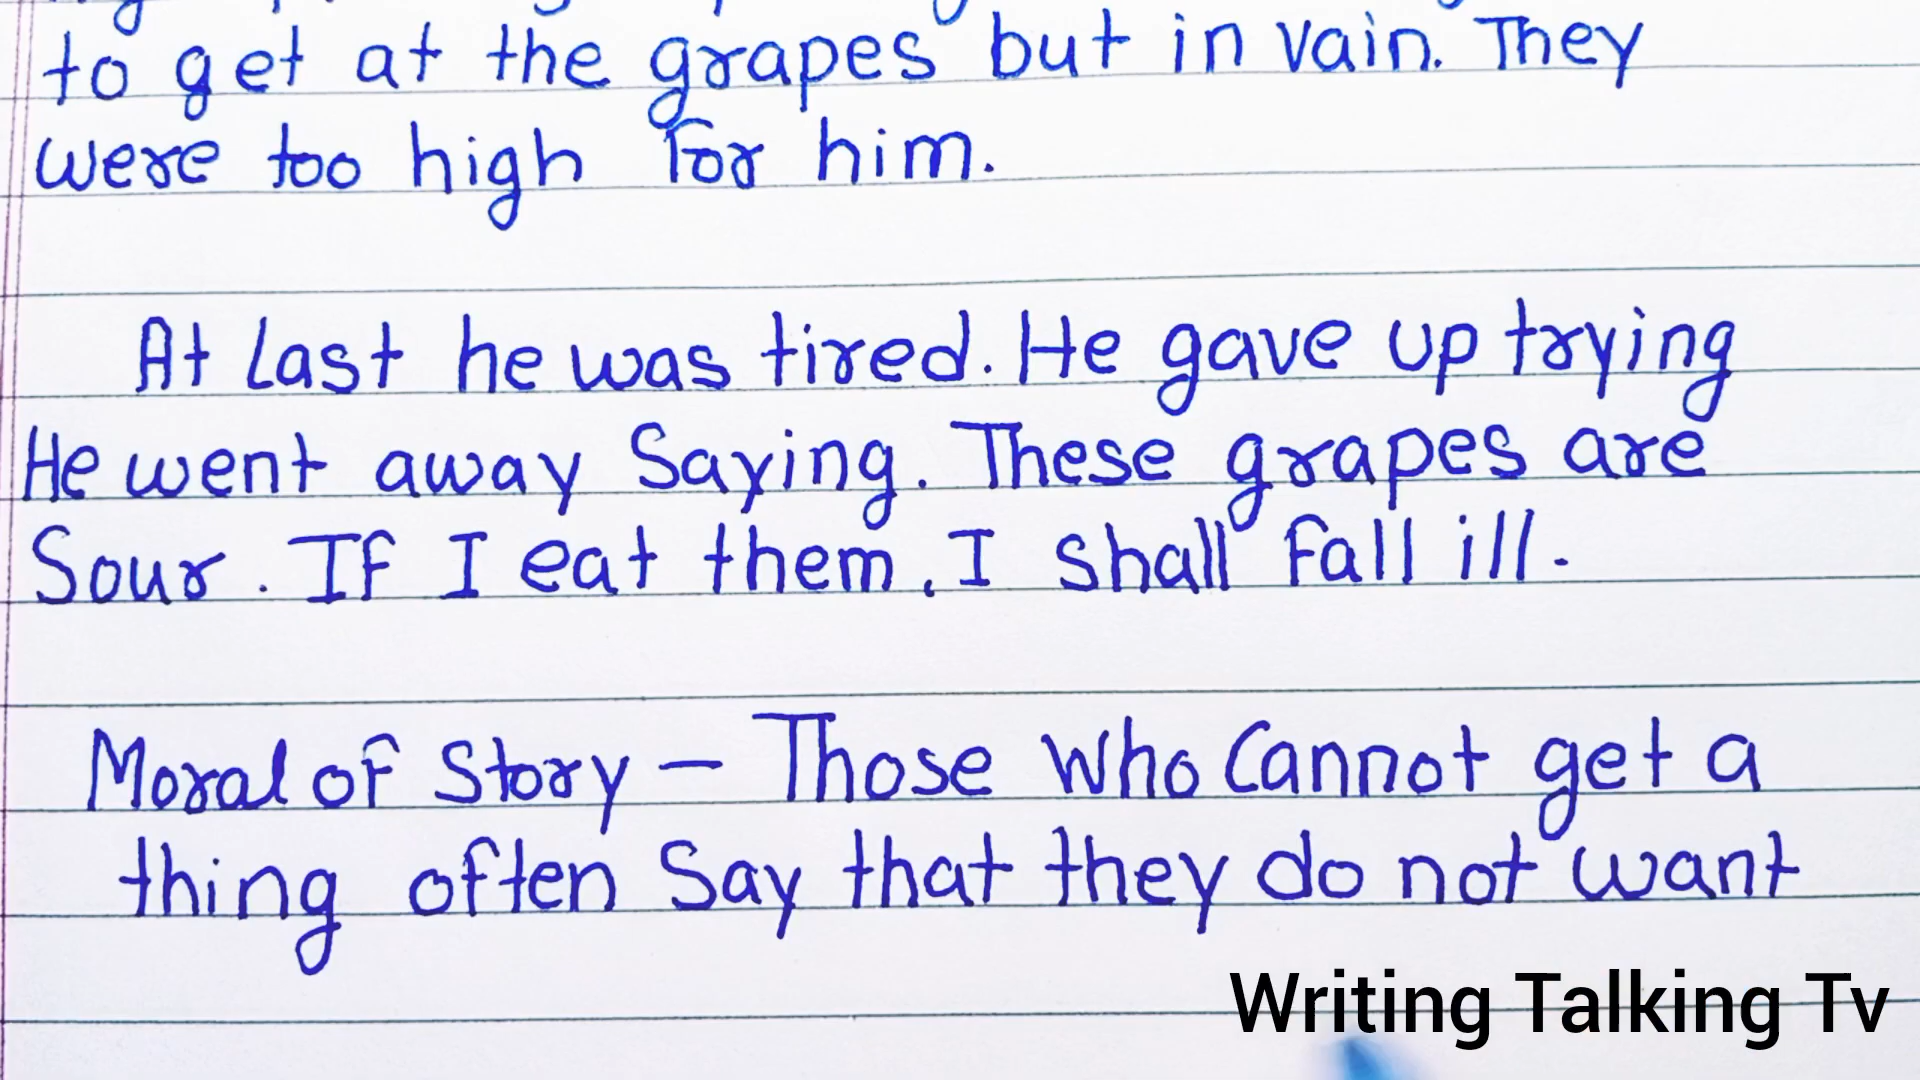 to get at the grapes but in vain. They
were too high for him.
At last he was tired. He gave up trying
He went away Saying. These grapes are
Sour. If I eat them, I shall fall ill.
Moral of Story - Those who Cannot get a
thing often Say that they do not want
Writing Talking Tv